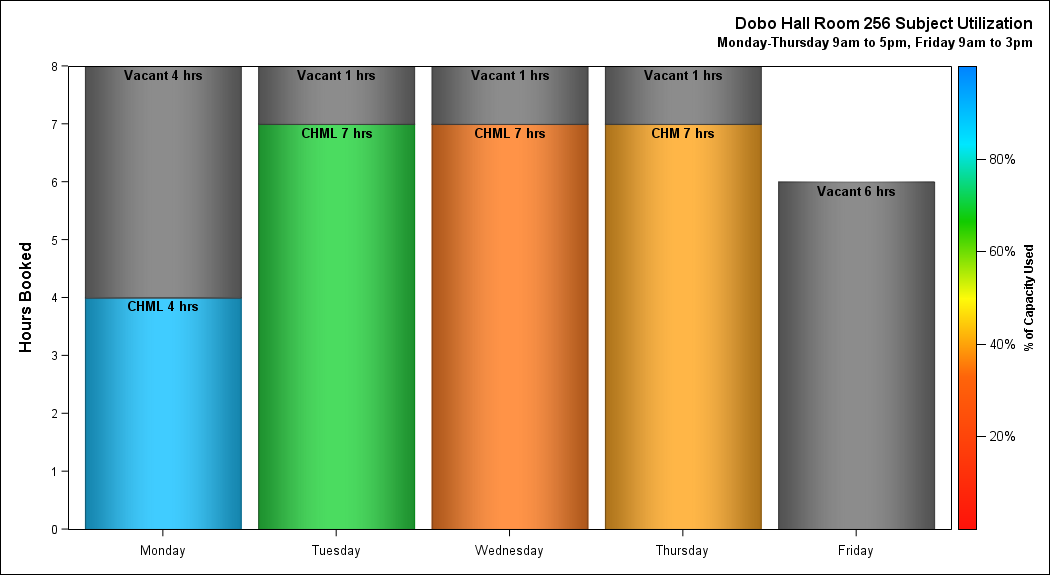 Dobo Hall Room 256 Subject Utilization
Monday-Thursday 9am to 5pm, Friday 9am to 3pm
Hours Booked
8
7
6
5
4
3
2
1
0
Vacant 4 hrs
CHML 4 hrs
Vacant 1 hrs
CHML 7 hrs
Vacant 1 hrs
CHML 7 hrs
Vacant 1 hrs
CHM 7 hrs
Vacant 6 hrs
Monday
Tuesday
Wednesday
Thursday
Friday
80%
60%
40%
20%
% of Capacity Used